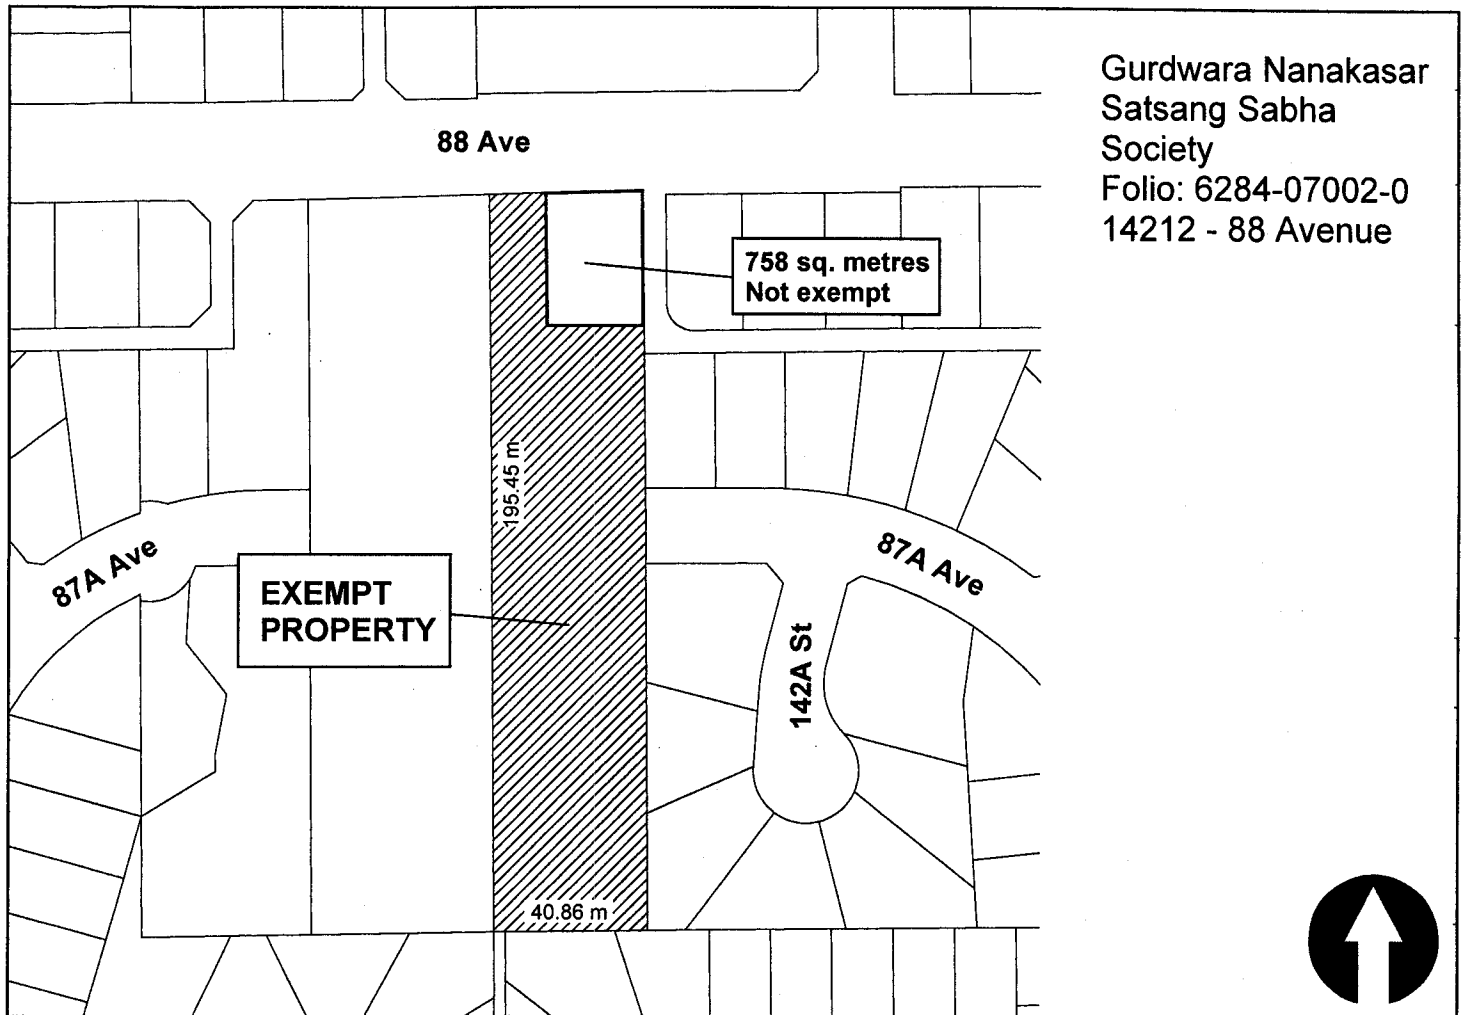 Gurdwara Nanakasar
Satsang Sabha
Society
Folio: 6284-07002-0
14212 - 88 Avenue
88 Ave
758 sq. metres
Not exempt
195.45 m
87A Ave
87A Ave
EXEMPT
PROPERTY
142A St
40.86 m